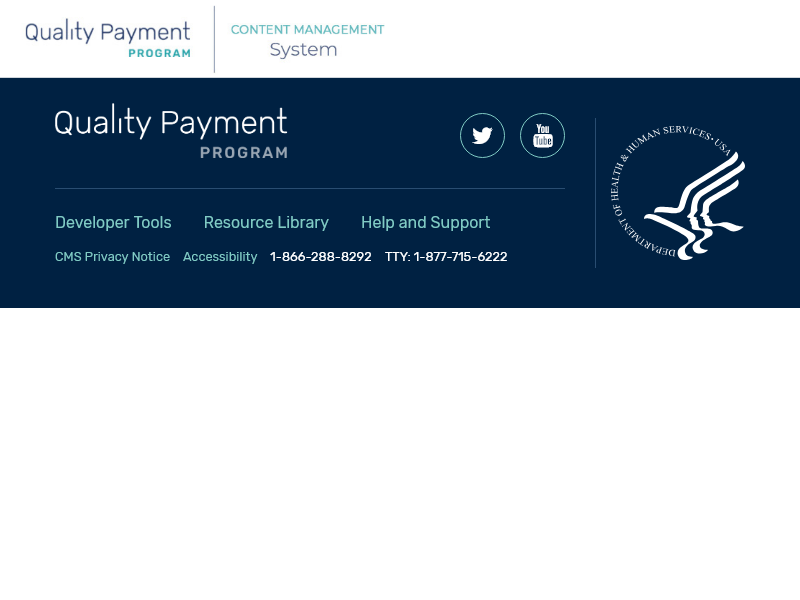 Quality Payment
PROGRAM
CONTENT MANAGEMENT
System
Quality Payment
PROGRAM
You
Tube
DEPARTMENT OF HEALTH & HUMAN SERVICES • USA
Developer Tools Resource Library Help and Support
CMS Privacy Notice Accessibility 1-866-288-8292 TTY: 1-877-715-6222